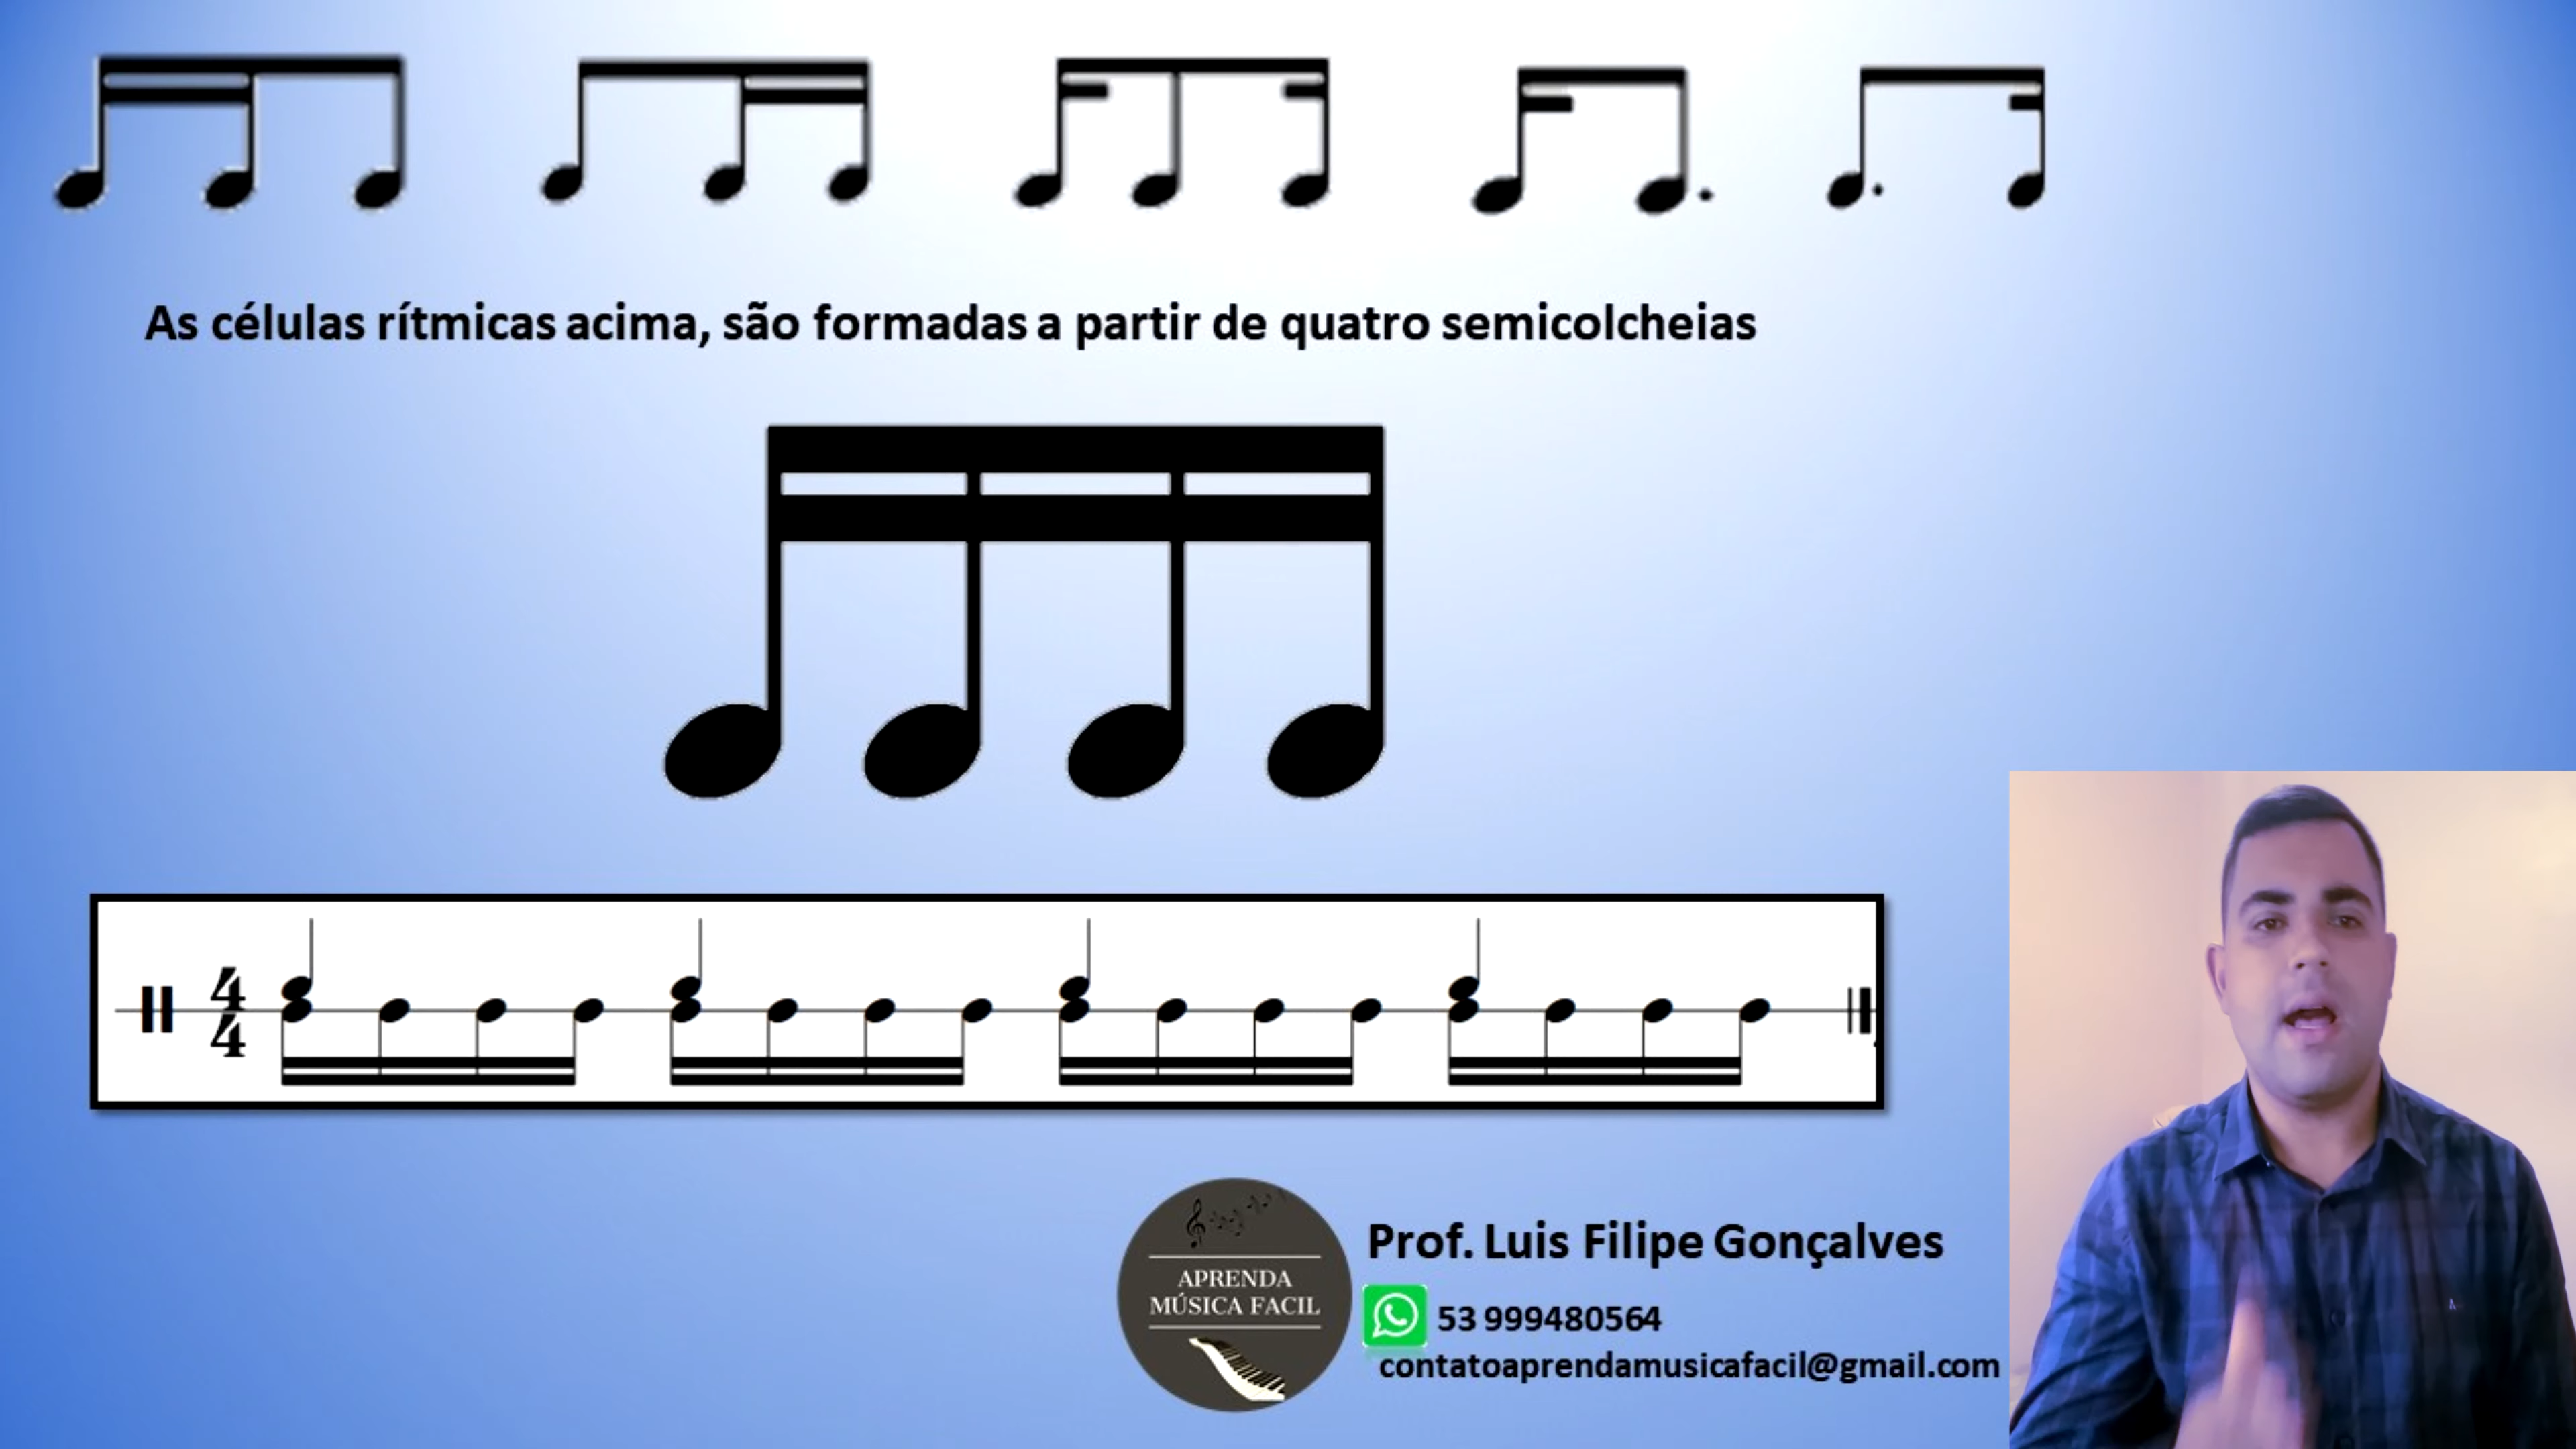 As células rítmicas acima, são formadas a partir de quatro semicolcheias
4
4
APRENDA
MÚSICA FACIL
Prof. Luis Filipe Gonçalves
53 999480564
contatoaprendamusicafacil@gmail.com